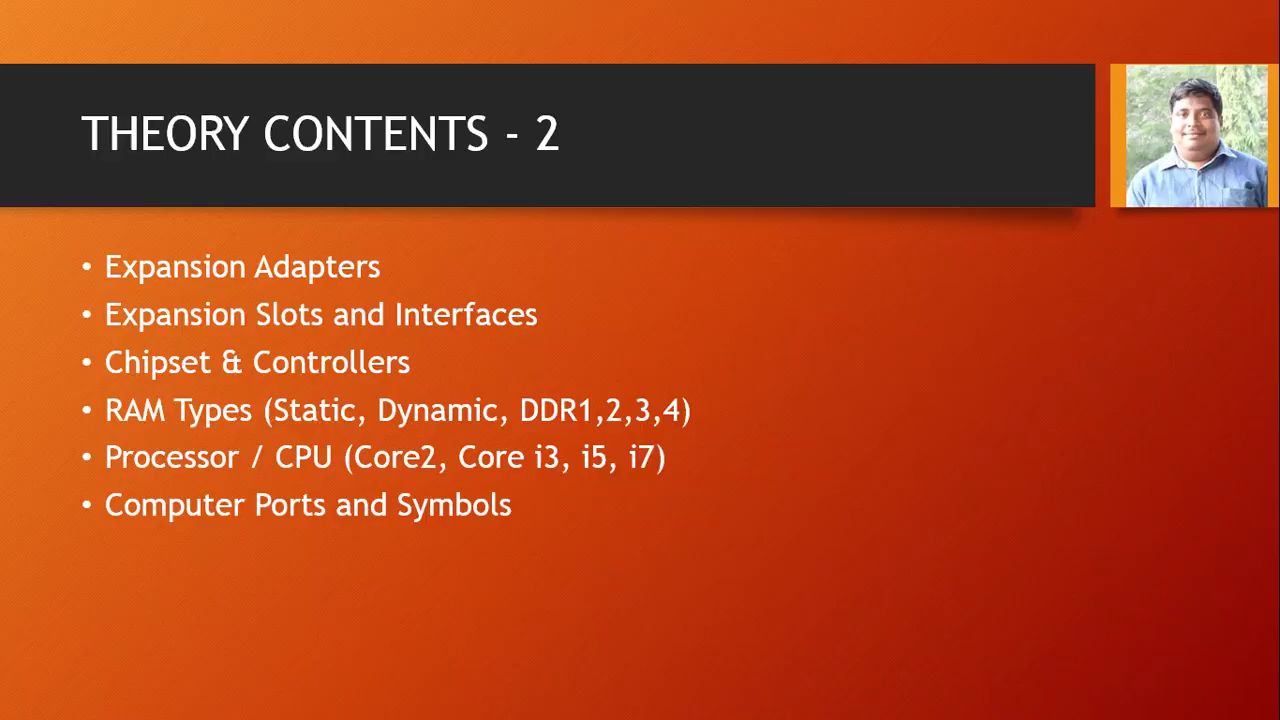 THEORY CONTENTS - 2
• Expansion Adapters
• Expansion Slots and Interfaces
• Chipset & Controllers
• RAM Types (Static, Dynamic, DDR1,2,3,4)
• Processor / CPU (Core2, Core i3, i5, i7)
• Computer Ports and Symbols